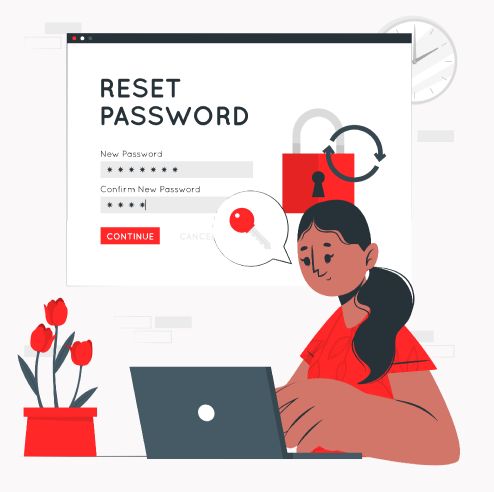 RESET
PASSWORD
New Password
*******
Confirm New Password
****
CONTINUE